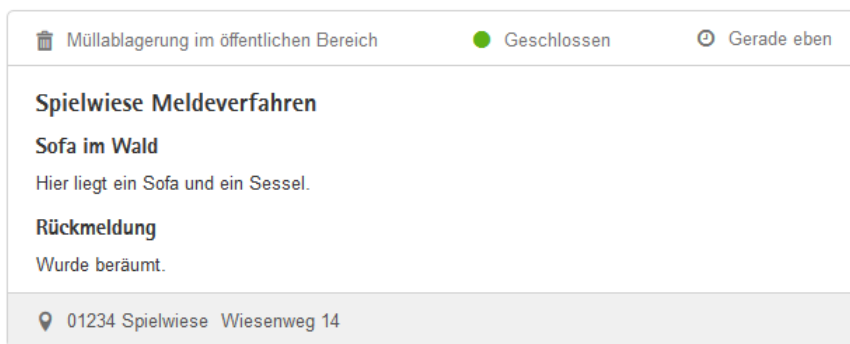 Müllablagerung im öffentlichen Bereich Geschlossen Gerade eben
Spielwiese Meldeverfahren
Sofa im Wald
Hier liegt ein Sofa und ein Sessel.
Rückmeldung
Wurde beräumt.
01234 Spielwiese Wiesenweg 14